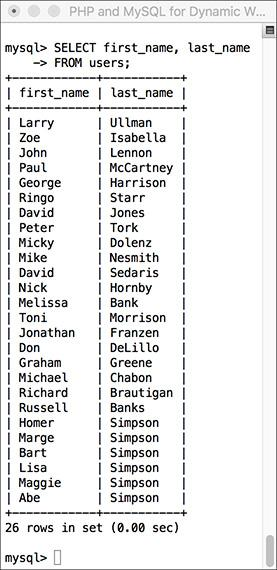 PHP and MySQL for Dynamic W...
mysql> SELECT first_name, last_name
    -> FROM users;
+------------+-----------+
| first_name | last_name |
+------------+-----------+
| Larry      | Ullman    |
| Zoe        | Isabella  |
| John       | Lennon    |
| Paul       | McCartney |
| George     | Harrison  |
| Ringo      | Starr     |
| David      | Jones     |
| Peter      | Tork      |
| Micky      | Dolenz    |
| Mike       | Nesmith   |
| David      | Sedaris   |
| Nick       | Hornby    |
| Melissa    | Bank      |
| Toni       | Morrison  |
| Jonathan   | Franzen   |
| Don        | DeLillo   |
| Graham     | Greene    |
| Michael    | Chabon    |
| Richard    | Brautigan |
| Russell    | Banks     |
| Homer      | Simpson   |
| Marge      | Simpson   |
| Bart       | Simpson   |
| Lisa       | Simpson   |
| Maggie     | Simpson   |
| Abe        | Simpson   |
+------------+-----------+
26 rows in set (0.00 sec)
mysql>